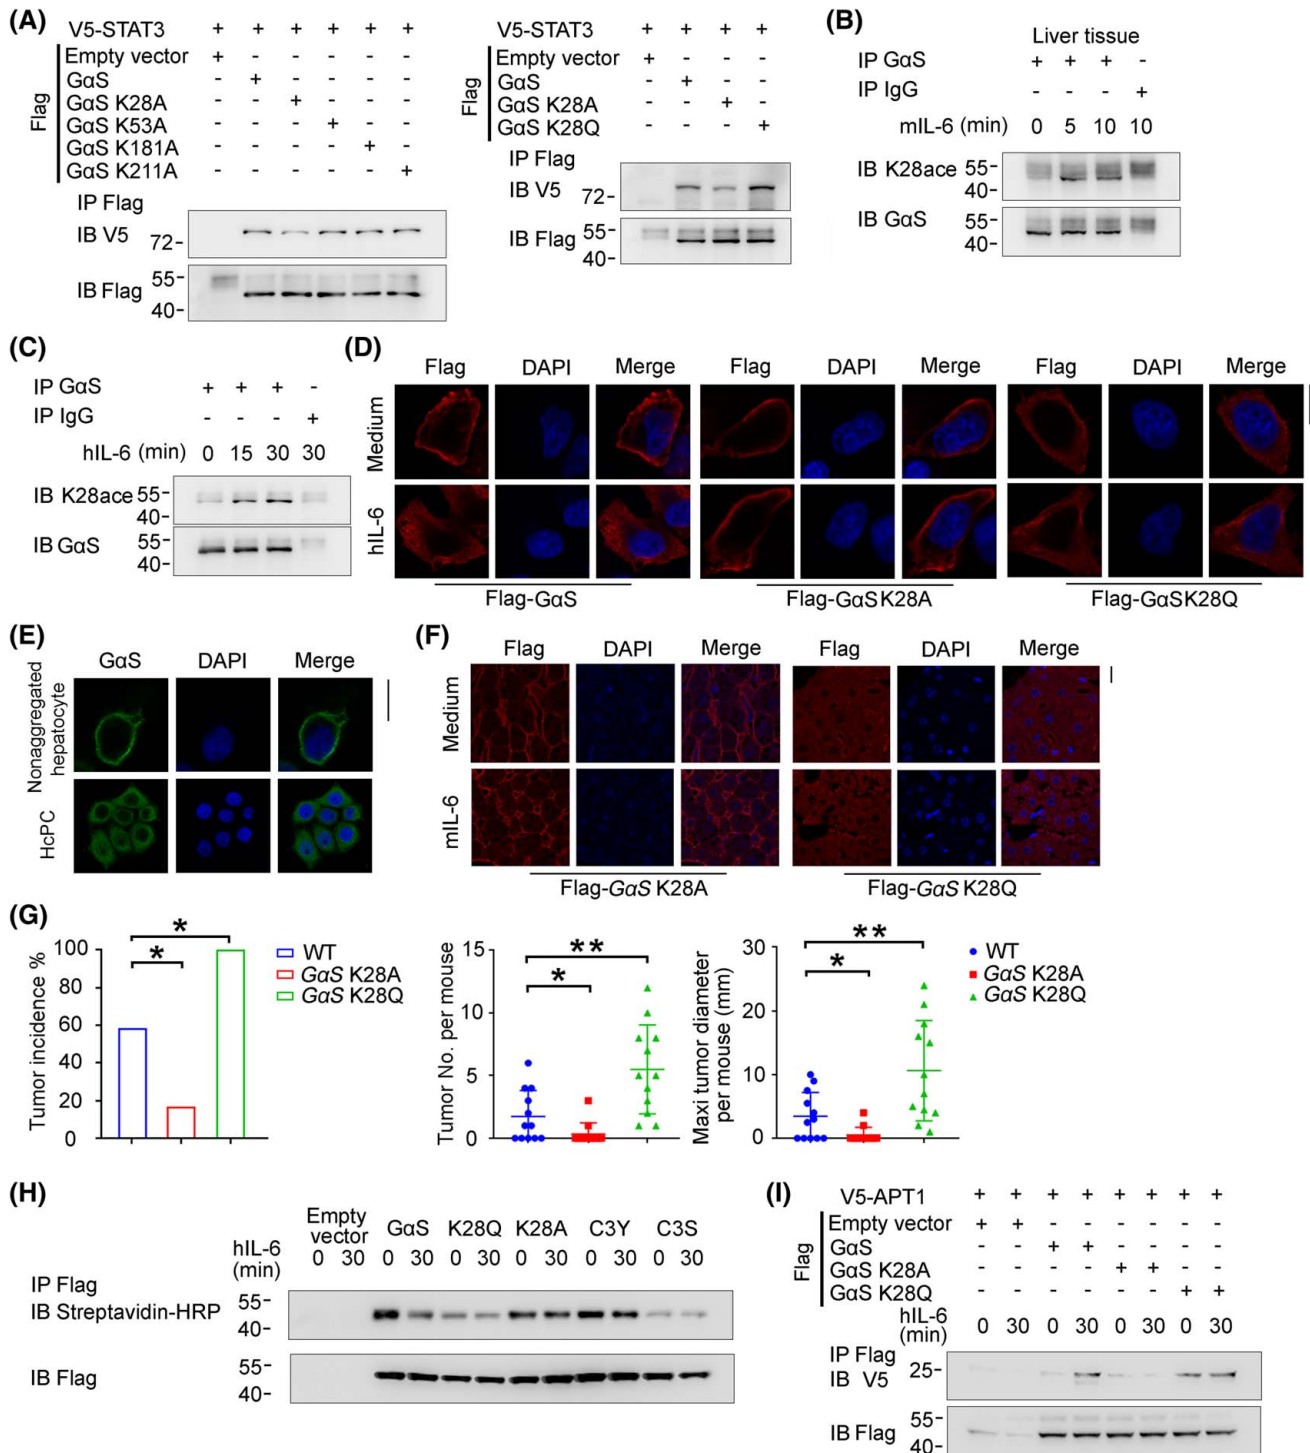 (A)
V5-STAT3 + + + + + +
Flag
Empty vector + - - - - -
GαS - + - - - -
GαS K28A - - + - - -
GαS K53A - - - + - -
GαS K181A - - - - + -
GαS K211A - - - - - +
IP Flag
IB V5 72-
IB Flag 55-
40-
V5-STAT3 + + + +
Flag
Empty vector + - - -
GαS - + - -
GαS K28A - - + -
GαS K28Q - - - +
IP Flag
IB V5 72-
IB Flag 55-
40-
(B)
Liver tissue
IP GαS + + + -
IP IgG - - - +
mIL-6 (min) 0 5 10 10
IB K28ace 55-
40-
IB GαS 55-
40-
(C)
IP GαS + + + -
IP IgG - - - +
hIL-6 (min) 0 15 30 30
IB K28ace 55-
40-
IB GαS 55-
40-
(D)
Flag DAPI Merge Flag DAPI Merge Flag DAPI Merge
Medium
hIL-6
Flag-GαS Flag-GαSK28A Flag-GαSK28Q
(E)
GαS DAPI Merge
Nonaggregated
hepatocyte
HcPC
(F)
Flag DAPI Merge Flag DAPI Merge
Medium
mIL-6
Flag-GαS K28A Flag-GαS K28Q
(G)
Tumor incidence %
100
80
60
40
20
0
*
*
WT
GαS K28A
GαS K28Q
Tumor No. per mouse
15
10
5
0
**
*
Maxi tumor diameter
per mouse (mm)
30
20
10
0
**
*
WT
GαS K28A
GαS K28Q
(H)
Empty
vector GαS K28Q K28A C3Y C3S
hIL-6
(min) 0 30 0 30 0 30 0 30 0 30 0 30
IP Flag
IB Streptavidin-HRP 55-
40-
IB Flag 55-
40-
(I)
V5-APT1 + + + + + + + +
Flag
Empty vector + + - - - - - -
GαS - - + + - - - -
GαS K28A - - - - + + - -
GαS K28Q - - - - - - + +
hIL-6
(min) 0 30 0 30 0 30 0 30
IP Flag
IB V5 25-
IB Flag 55-
40-